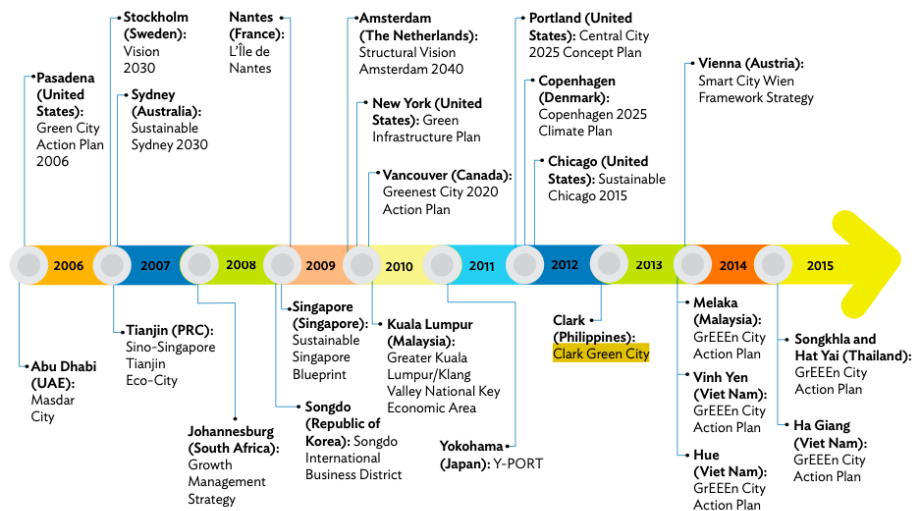 Pasadena
(United
States):
Green City
Action Plan
2006
Stockholm
(Sweden):
Vision
2030
Sydney
(Australia):
Sustainable
Sydney 2030
Nantes
(France):
L’Île de
Nantes
Amsterdam
(The Netherlands):
Structural Vision
Amsterdam 2040
New York (United
States): Green
Infrastructure Plan
Vancouver (Canada):
Greenest City 2020
Action Plan
Portland (United
States): Central City
2025 Concept Plan
Copenhagen
(Denmark):
Copenhagen 2025
Climate Plan
Chicago (United
States): Sustainable
Chicago 2015
Vienna (Austria):
Smart City Wien
Framework Strategy
2006 2007 2008 2009 2010 2011 2012 2013 2014 2015
Abu Dhabi
(UAE):
Masdar
City
Tianjin (PRC):
Sino-Singapore
Tianjin
Eco-City
Johannesburg
(South Africa):
Growth
Management
Strategy
Singapore
(Singapore):
Sustainable
Singapore
Blueprint
Songdo
(Republic of
Korea): Songdo
International
Business District
Kuala Lumpur
(Malaysia):
Greater Kuala
Lumpur/Klang
Valley National Key
Economic Area
Yokohama
(Japan): Y-PORT
Clark
(Philippines):
Clark Green City
Melaka
(Malaysia):
GrEEEn City
Action Plan
Vinh Yen
(Viet Nam):
GrEEEn City
Action Plan
Hue
(Viet Nam):
GrEEEn City
Action Plan
Songkhla and
Hat Yai (Thailand):
GrEEEn City
Action Plan
Ha Giang
(Viet Nam):
GrEEEn City
Action Plan